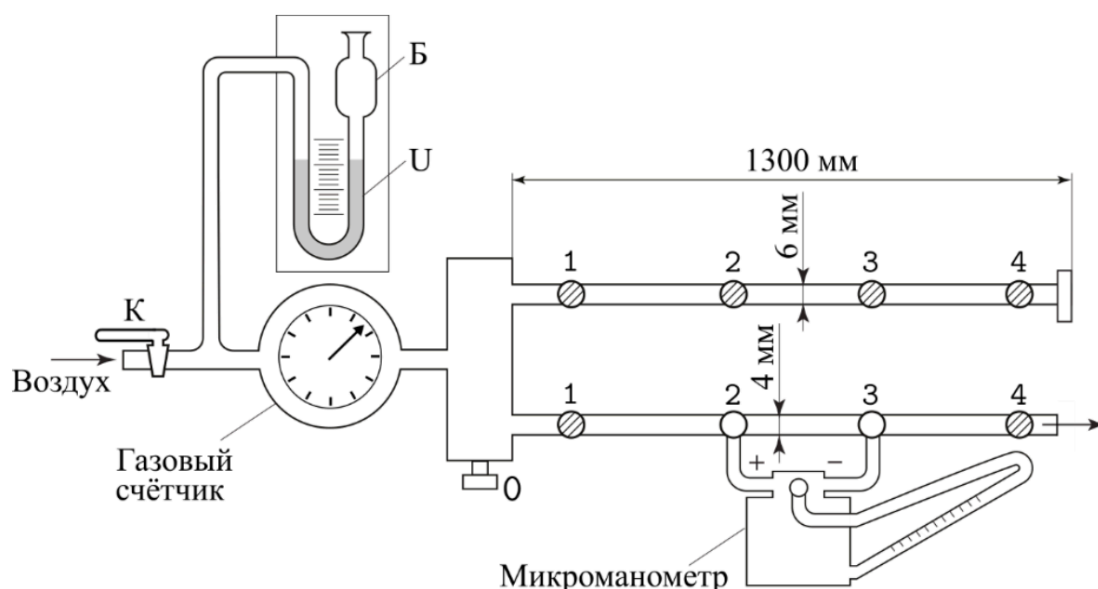 Б
U
1300 мм
6 мм
1 2 3 4
К
Воздух
4 мм
1 2 3 4
Газовый
счётчик
0
+ −
Микроманометр